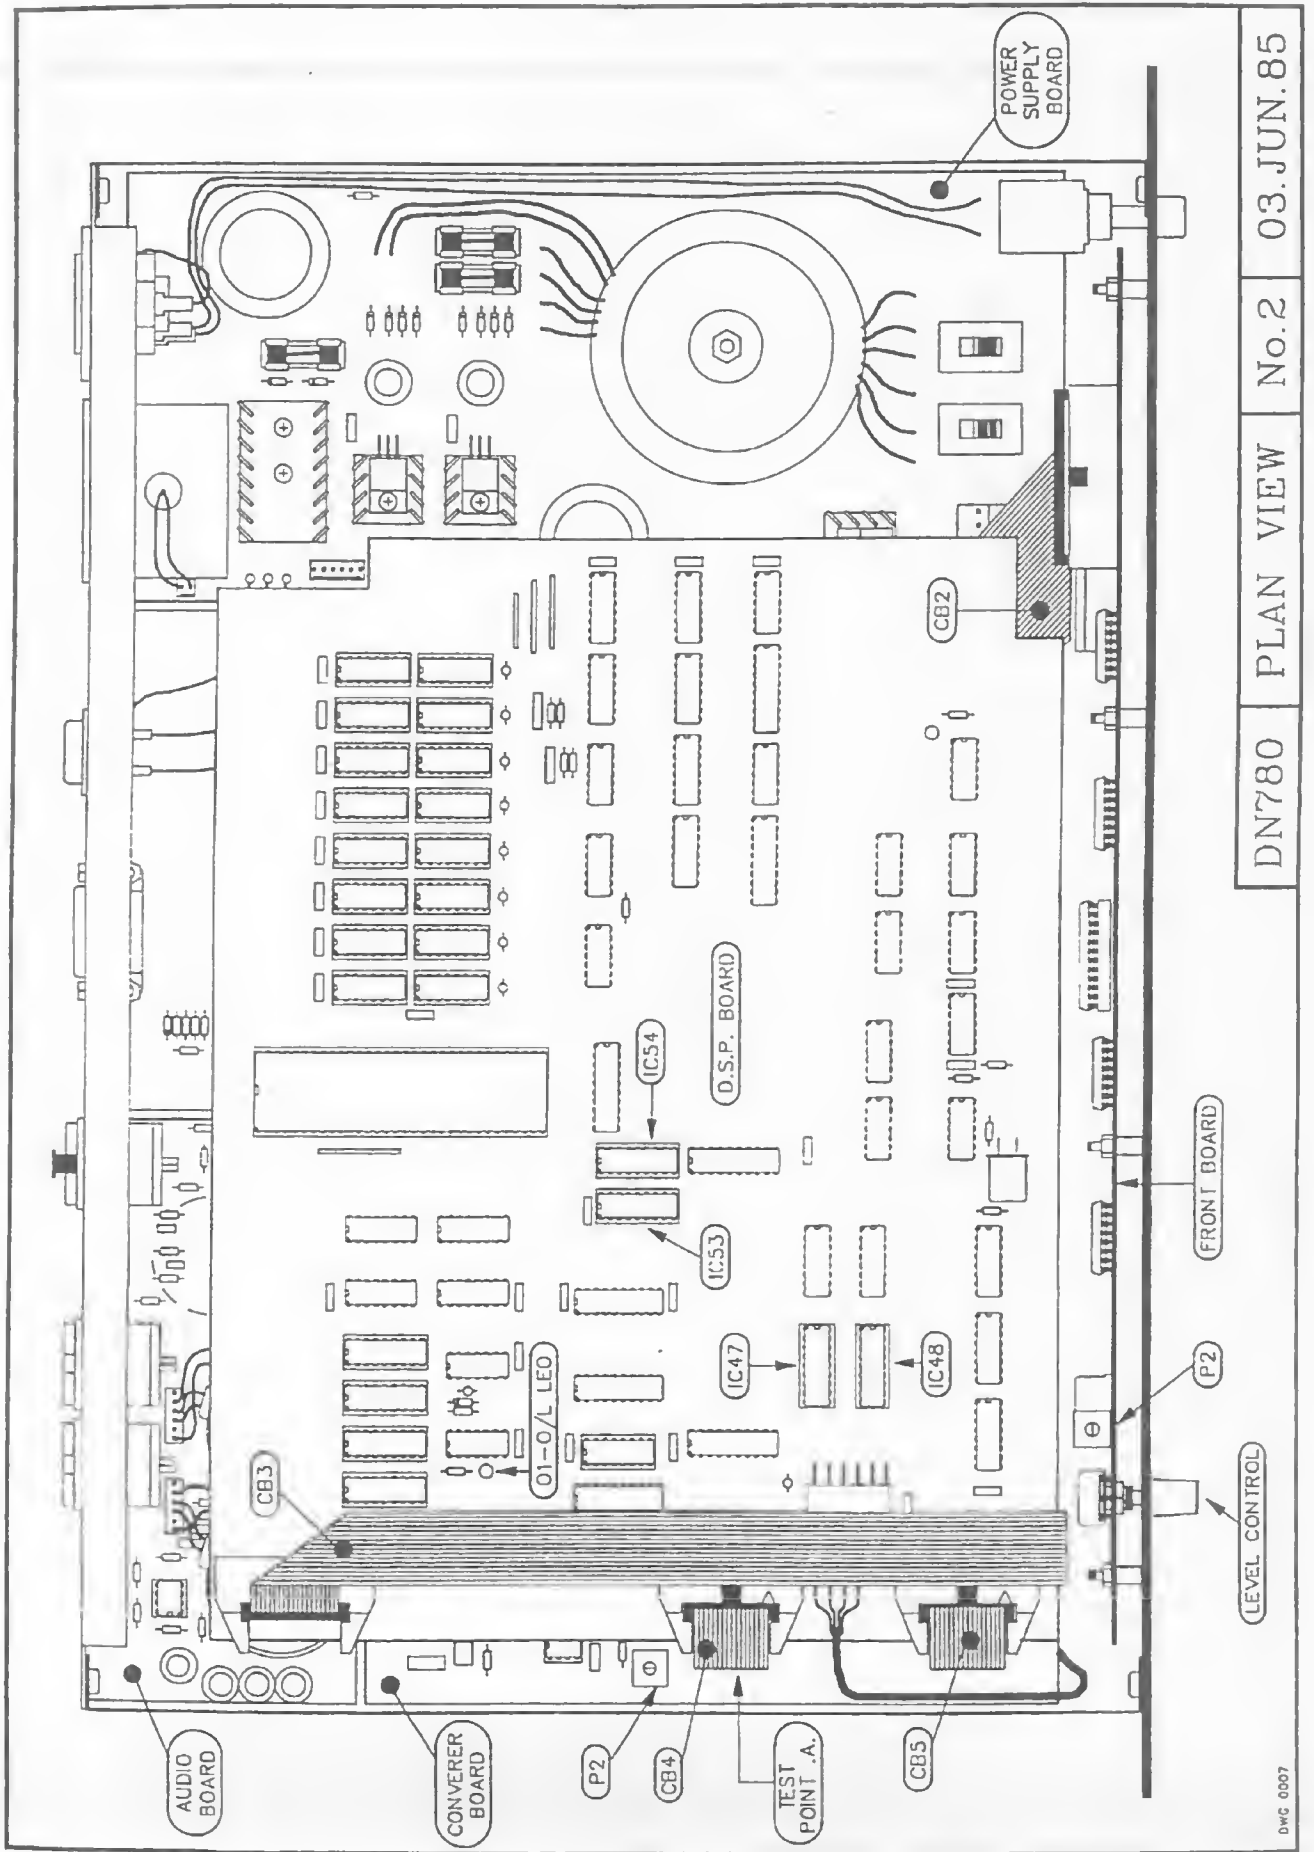 POWER
SUPPLY
BOARD
CB2
D.S.P. BOARD
IC54
IC53
IC47
IC48
01-O/L LED
CB3
AUDIO
BOARD
CONVERER
BOARD
P2
CB4
TEST
POINT .A.
CB5
FRONT BOARD
P2
LEVEL CONTROL
DN780
PLAN VIEW
No.2
03.JUN.85
DWG 0007